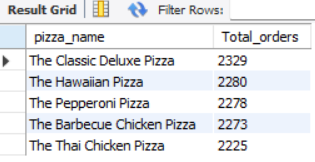 Result Grid Filter Rows:
pizza_name Total_orders
The Classic Deluxe Pizza 2329
The Hawaiian Pizza 2280
The Pepperoni Pizza 2278
The Barbecue Chicken Pizza 2273
The Thai Chicken Pizza 2225